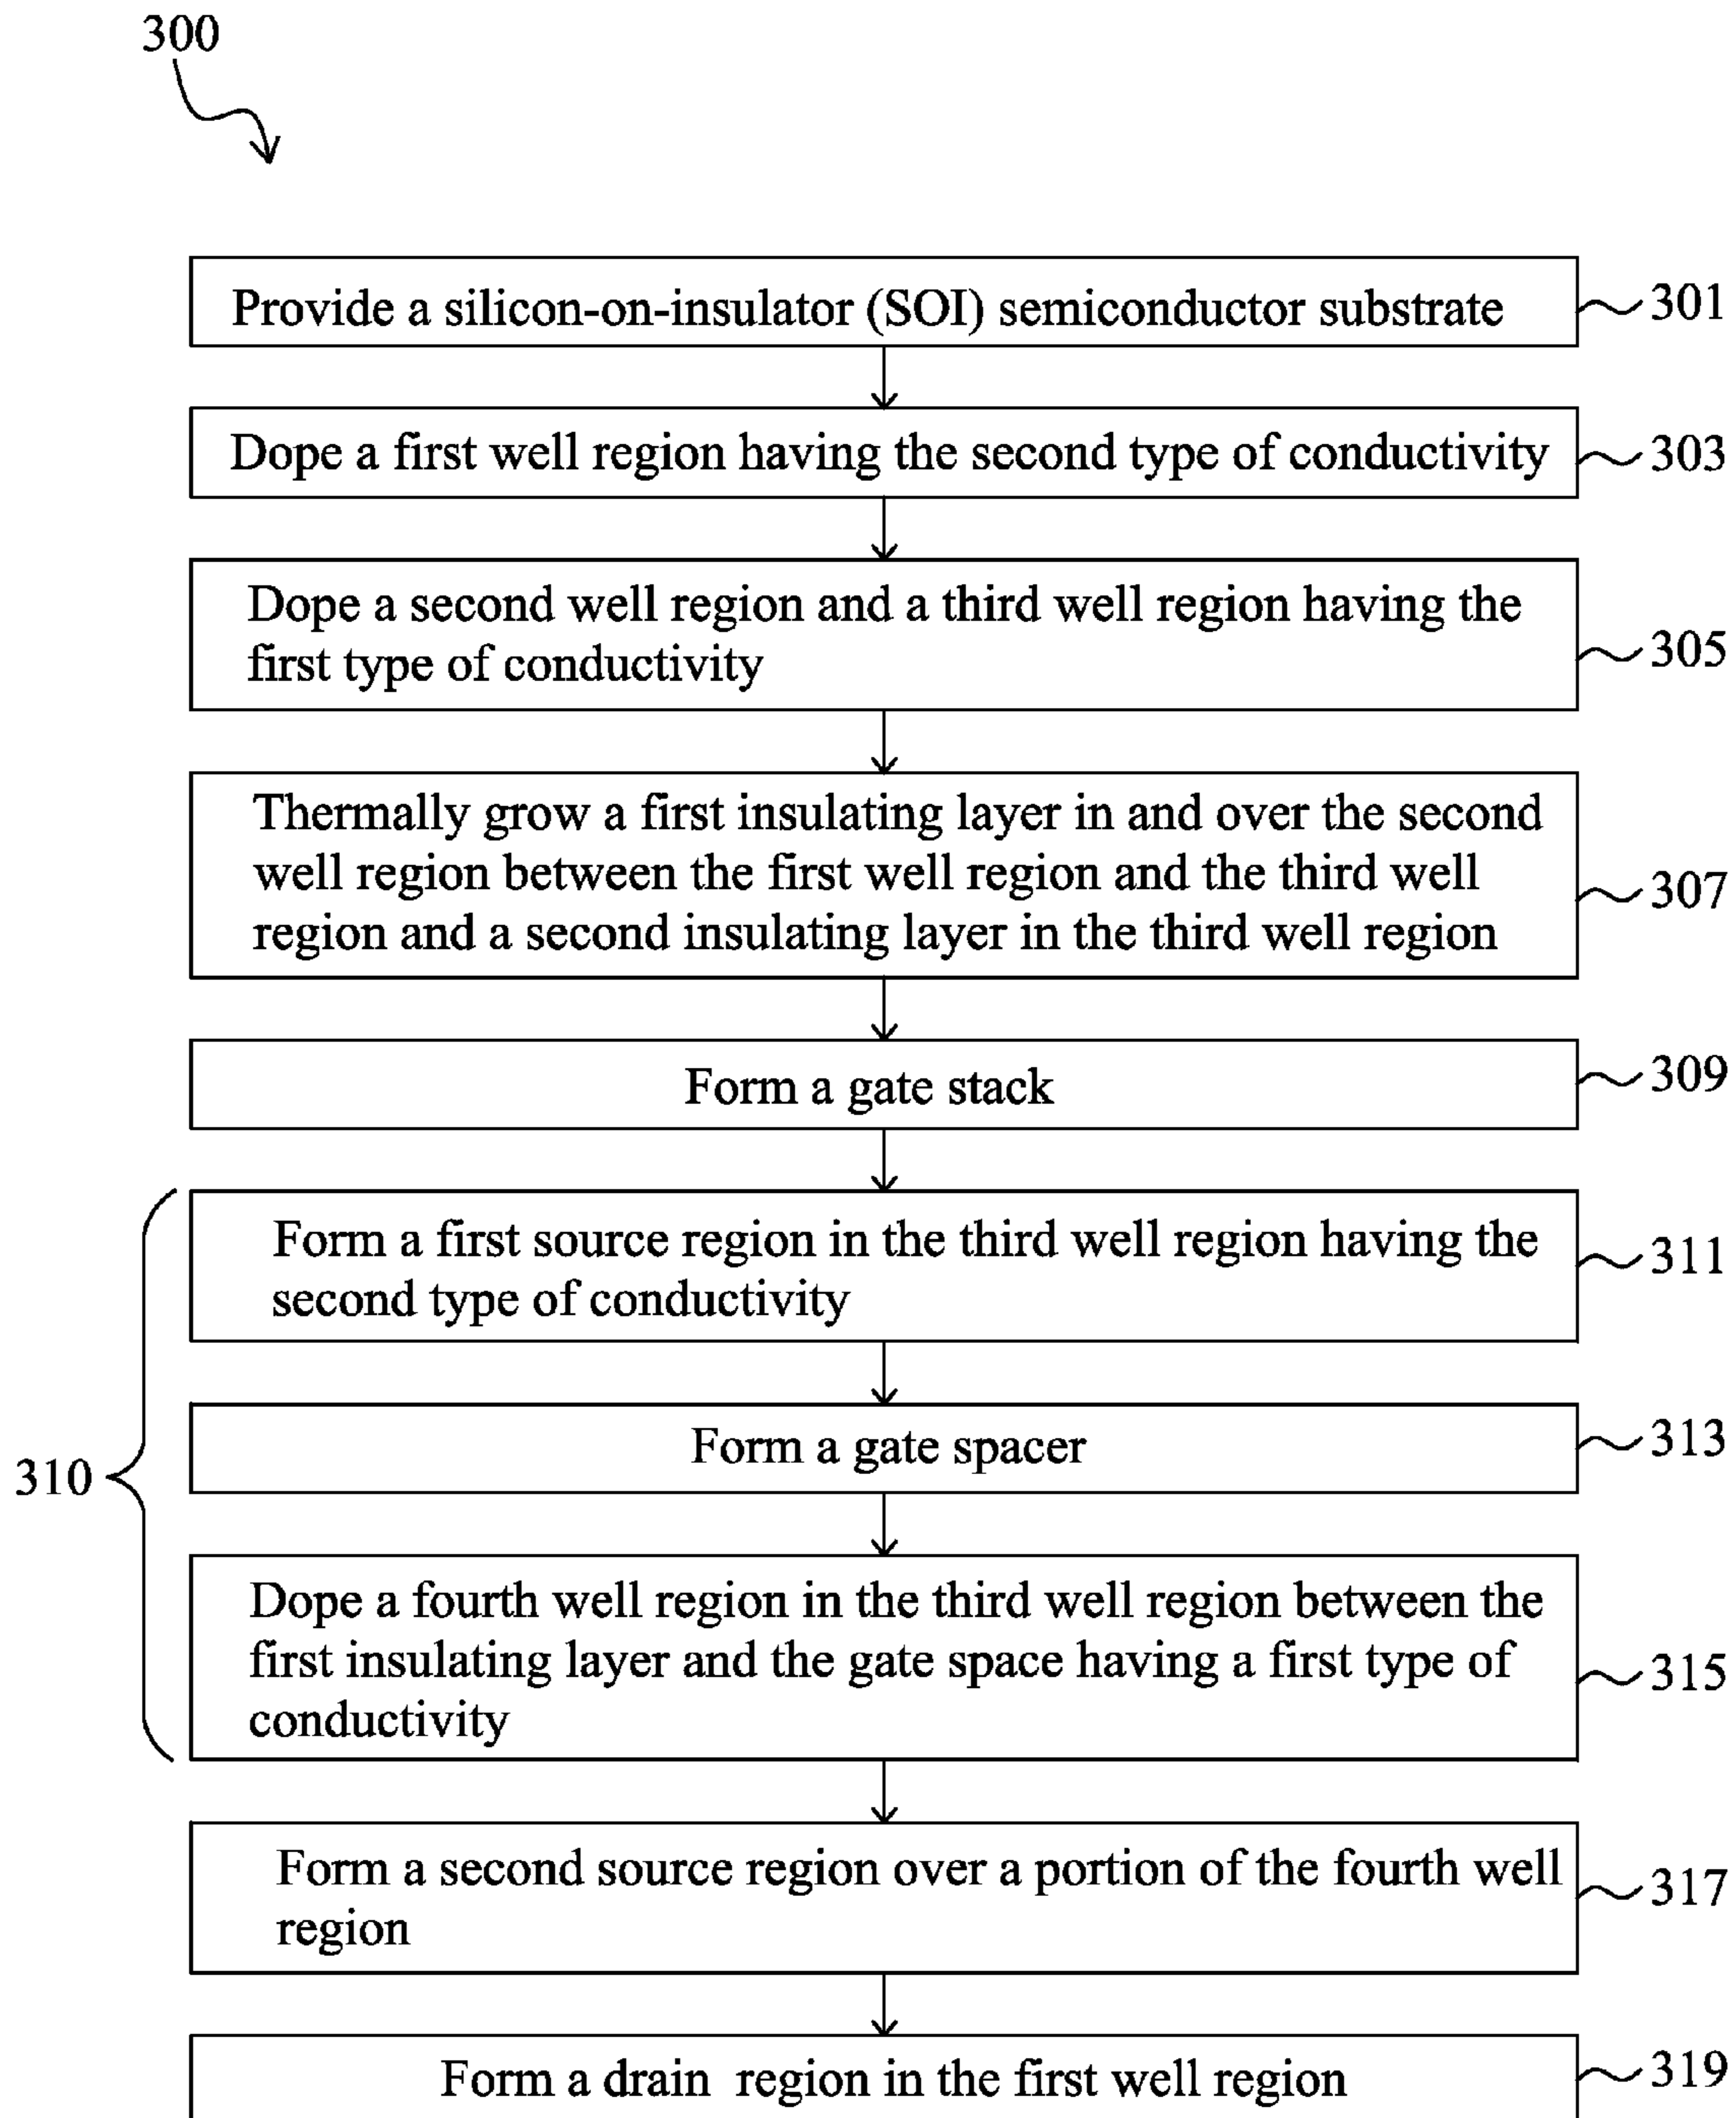 300
Provide a silicon-on-insulator (SOI) semiconductor substrate
301
Dope a first well region having the second type of conductivity
303
Dope a second well region and a third well region having the
first type of conductivity
305
Thermally grow a first insulating layer in and over the second
well region between the first well region and the third well
region and a second insulating layer in the third well region
307
Form a gate stack
309
310
Form a first source region in the third well region having the
second type of conductivity
311
Form a gate spacer
313
Dope a fourth well region in the third well region between the
first insulating layer and the gate space having a first type of
conductivity
315
Form a second source region over a portion of the fourth well
region
317
Form a drain region in the first well region
319